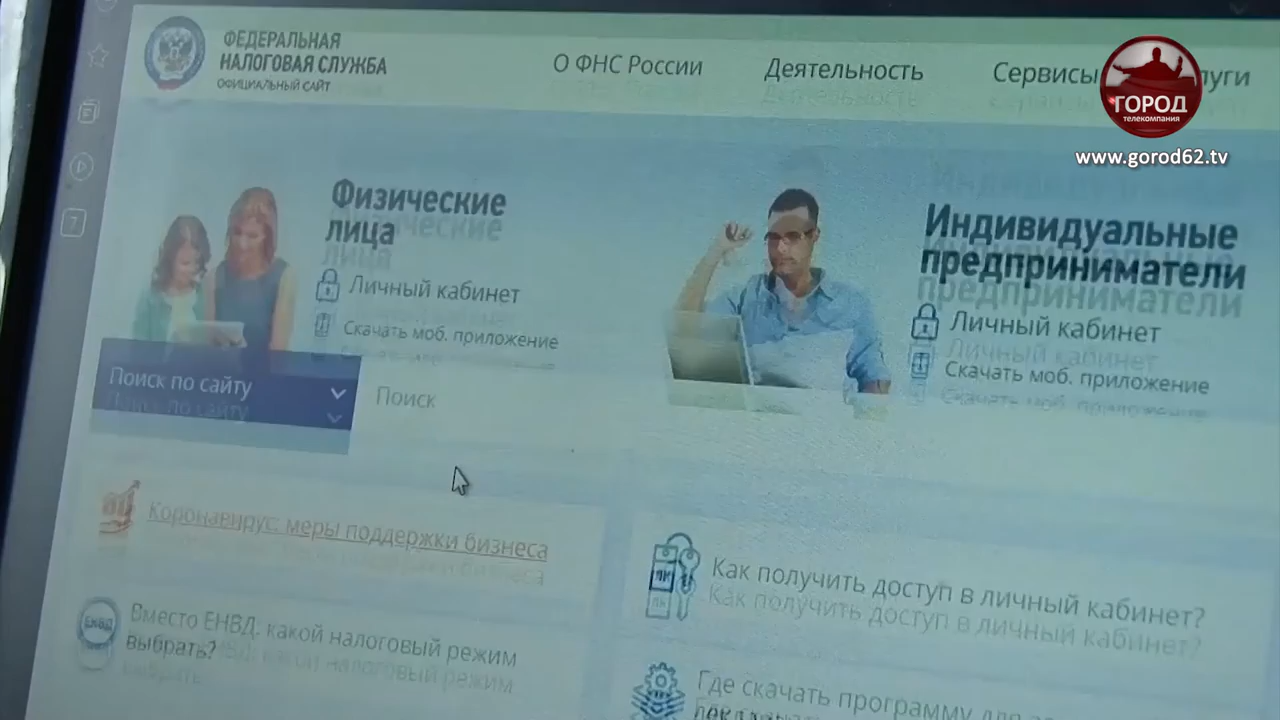 ФЕДЕРАЛЬНАЯ
НАЛОГОВАЯ СЛУЖБА
ОФИЦИАЛЬНЫЙ САЙТ
О ФНС России
Деятельность
Сервисы
ГОРОД
телекомпания
www.gorod62.tv
Физические
лица
Личный кабинет
Скачать моб. приложение
Индивидуальные
предприниматели
Личный кабинет
Скачать моб. приложение
Поиск по сайту
Поиск
Коронавирус: меры поддержки бизнеса
Как получить доступ в личный кабинет?
ЕНВД
Вместо ЕНВД. какой налоговый режим
выбрать?
Где скачать программу для